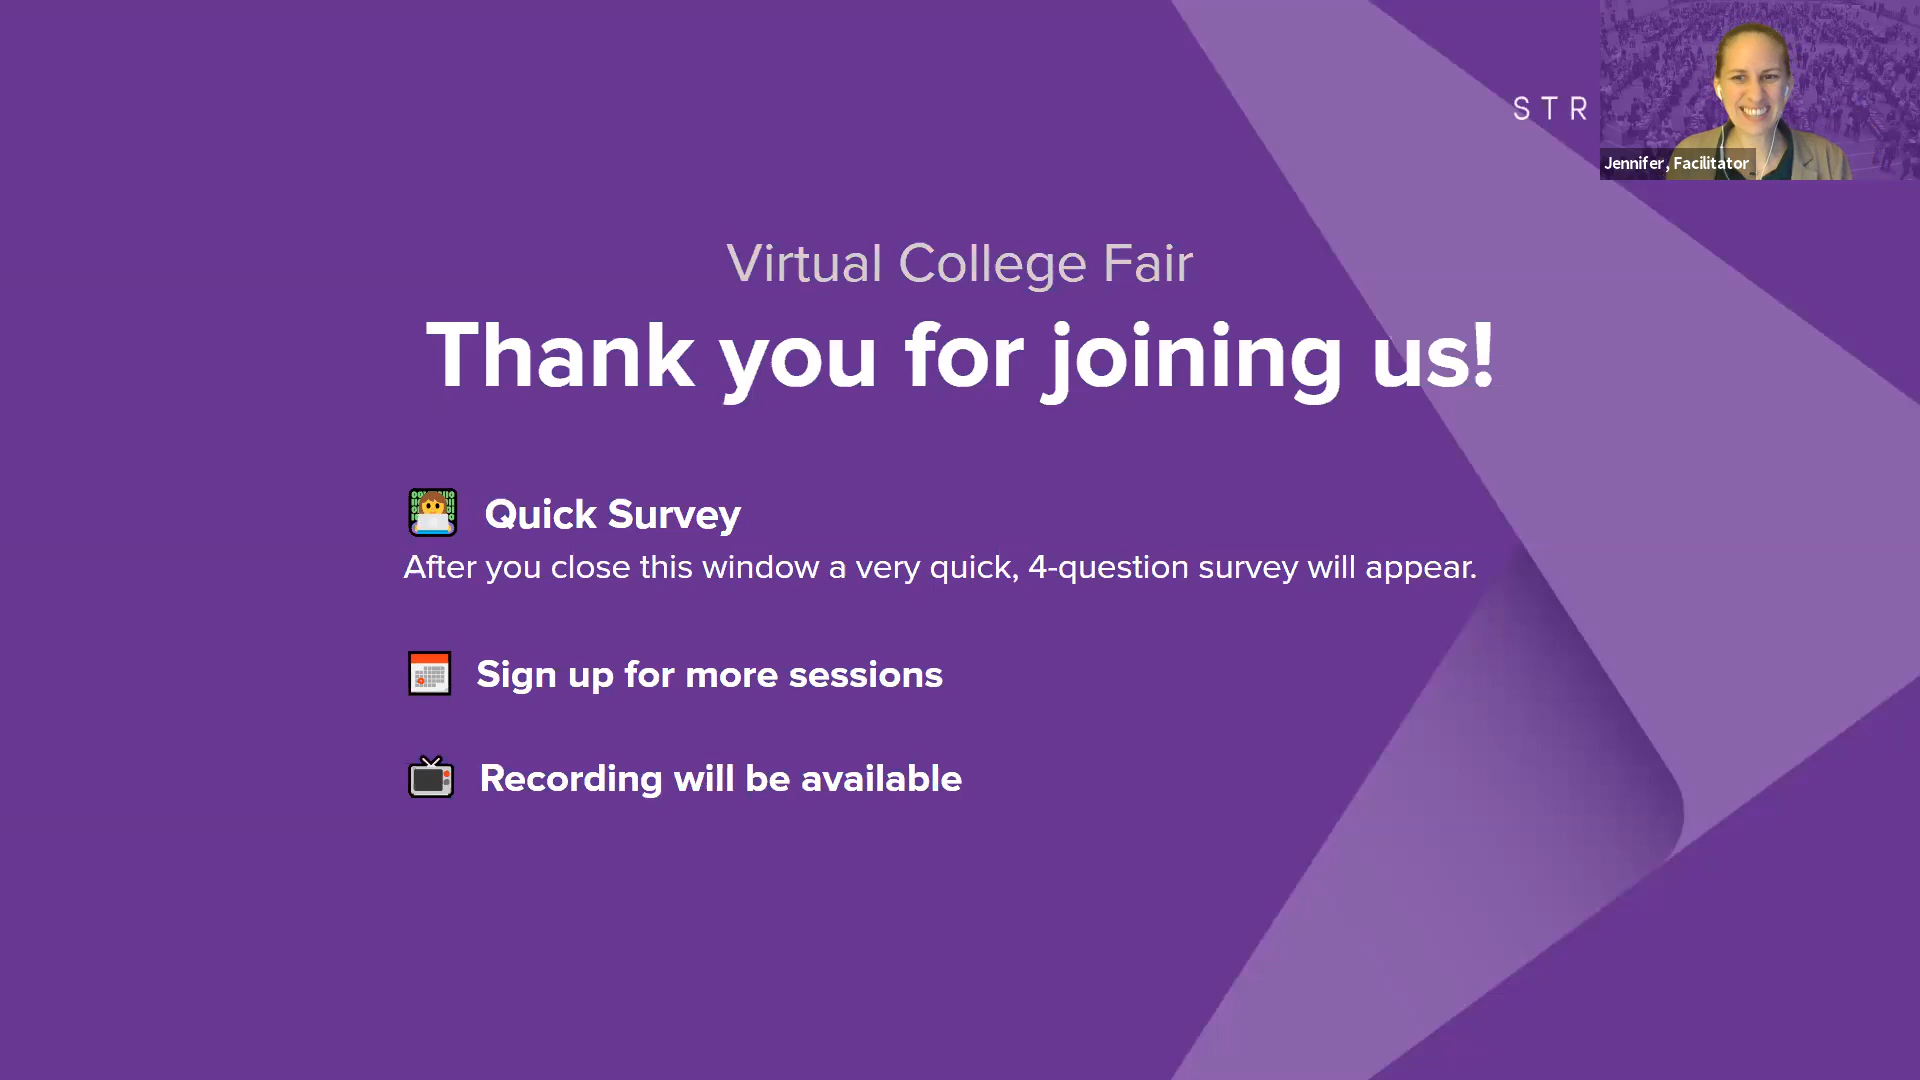 STR
Jennifer, Facilitator
Virtual College Fair
Thank you for joining us!
Quick Survey
After you close this window a very quick, 4-question survey will appear.
Sign up for more sessions
Recording will be available